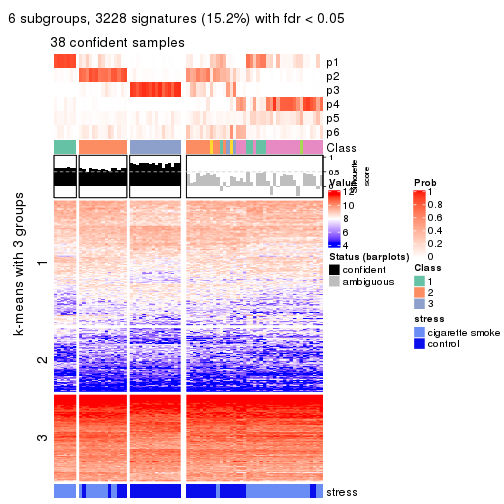 6 subgroups, 3228 signatures (15.2%) with fdr < 0.05
38 confident samples
p1
p2
p3
p4
p5
p6
Class
1
0.5
0
Silhouette
score
k-means with 3 groups
1
2
3
stress
Value
12
10
8
6
4
Status (barplots)
confident
ambiguous
Prob
1
0.8
0.6
0.4
0.2
0
Class
1
2
3
stress
cigarette smoke
control